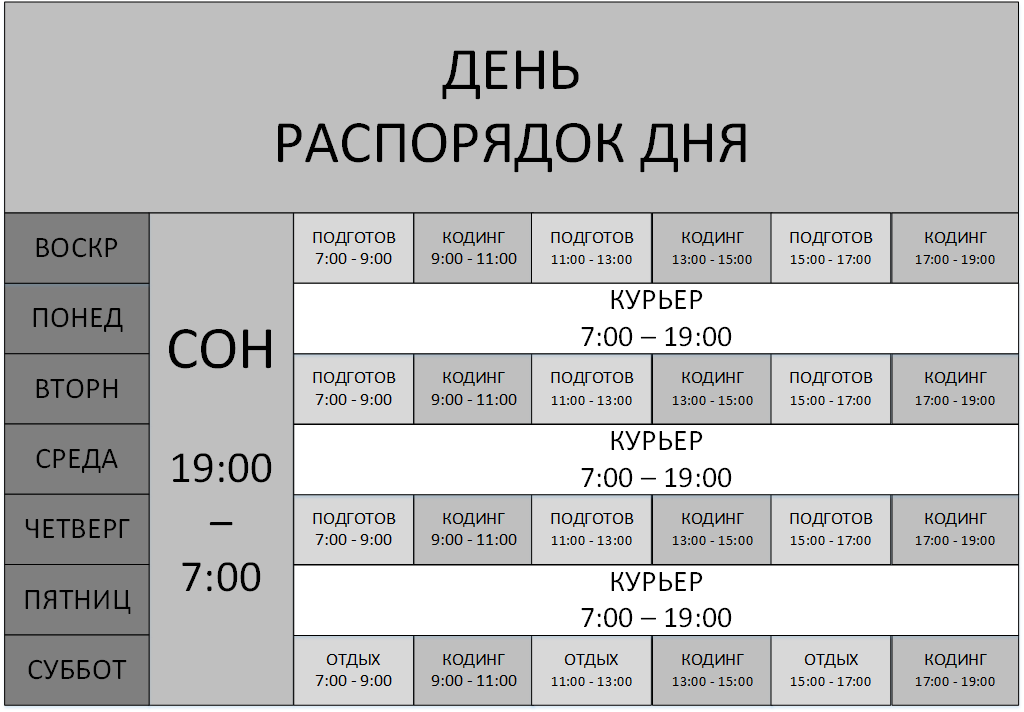 ДЕНЬ
РАСПОРЯДОК ДНЯ
ВОСКР
ПОНЕД
ВТОРН
СРЕДА
ЧЕТВЕРГ
ПЯТНИЦ
СУББОТ
СОН
19:00
–
7:00
ПОДГОТОВ
7:00 - 9:00
КОДИНГ
9:00 - 11:00
ПОДГОТОВ
11:00 - 13:00
КОДИНГ
13:00 - 15:00
ПОДГОТОВ
15:00 - 17:00
КОДИНГ
17:00 - 19:00
КУРЬЕР
7:00 – 19:00
ПОДГОТОВ
7:00 - 9:00
КОДИНГ
9:00 - 11:00
ПОДГОТОВ
11:00 - 13:00
КОДИНГ
13:00 - 15:00
ПОДГОТОВ
15:00 - 17:00
КОДИНГ
17:00 - 19:00
КУРЬЕР
7:00 – 19:00
ПОДГОТОВ
7:00 - 9:00
КОДИНГ
9:00 - 11:00
ПОДГОТОВ
11:00 - 13:00
КОДИНГ
13:00 - 15:00
ПОДГОТОВ
15:00 - 17:00
КОДИНГ
17:00 - 19:00
КУРЬЕР
7:00 – 19:00
ОТДЫХ
7:00 - 9:00
КОДИНГ
9:00 - 11:00
ОТДЫХ
11:00 - 13:00
КОДИНГ
13:00 - 15:00
ОТДЫХ
15:00 - 17:00
КОДИНГ
17:00 - 19:00